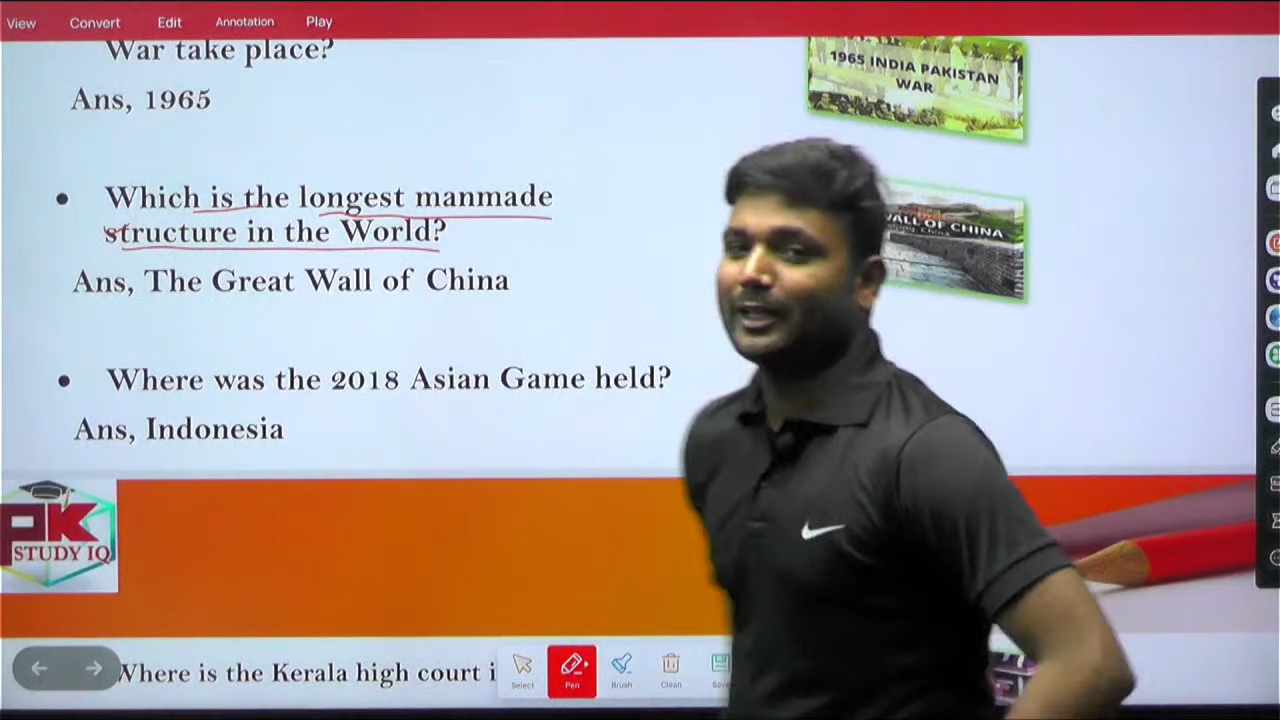 View Convert Edit Annotation Play
War take place?
Ans, 1965
1965 INDIA PAKISTAN
WAR
• Which is the longest manmade
structure in the World?
Ans, The Great Wall of China
WALL OF CHINA
• Where was the 2018 Asian Game held?
Ans, Indonesia
PK
STUDY IQ
Where is the Kerala high court
Select Pen Brush Clean Save